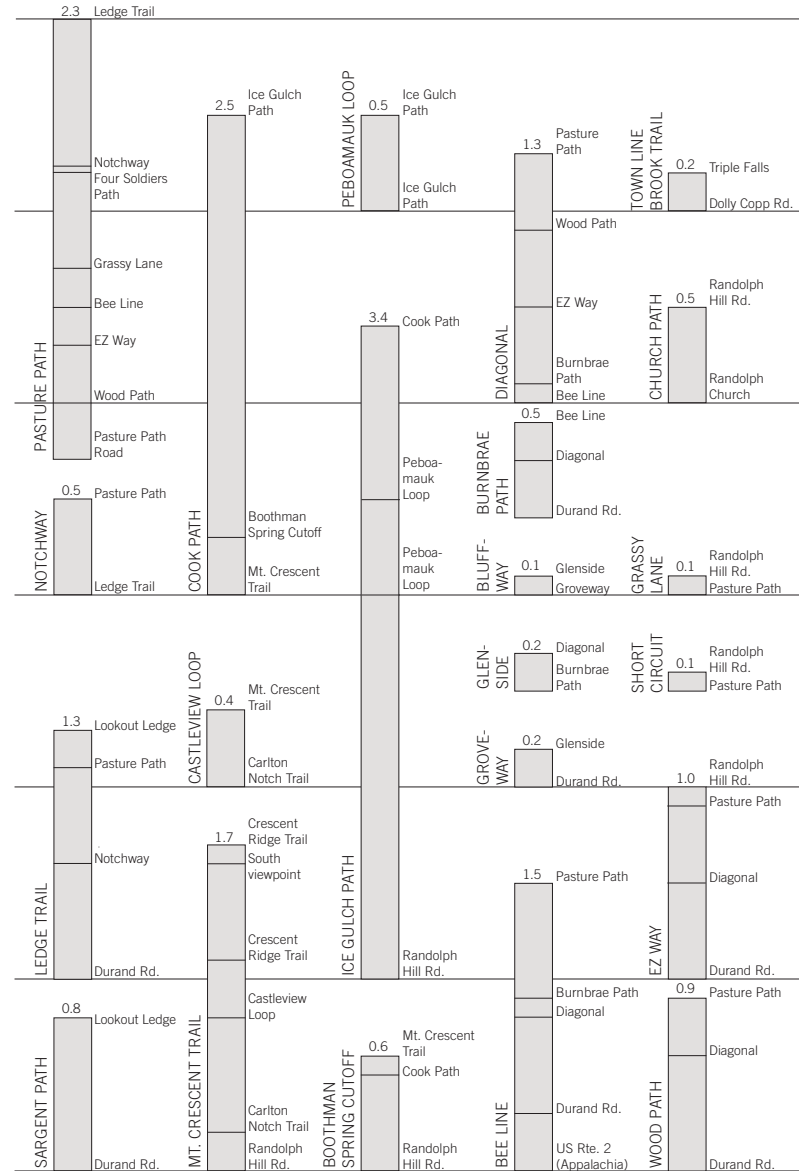 2.3 Ledge Trail
Notchway
Four Soldiers
Path
Grassy Lane
Bee Line
EZ Way
Wood Path
Pasture Path
Road
PASTURE PATH
0.5 Pasture Path
Ledge Trail
NOTCHWAY
1.3 Lookout Ledge
Pasture Path
Notchway
Durand Rd.
LEDGE TRAIL
0.8 Lookout Ledge
Durand Rd.
SARGENT PATH
2.5
Ice Gulch
Path
Boothman
Spring Cutoff
Mt. Crescent
Trail
COOK PATH
0.4
Mt. Crescent
Trail
Carlton
Notch Trail
CASTLEVIEW LOOP
1.7
Crescent
Ridge Trail
South
viewpoint
Crescent
Ridge Trail
Castleview
Loop
Carlton
Notch Trail
Randolph
Hill Rd.
MT. CRESCENT TRAIL
0.5
Ice Gulch
Path
Ice Gulch
Path
PEBOAMAUK LOOP
3.4 Cook Path
Peboa-
mauk
Loop
Peboa-
mauk
Loop
Randolph
Hill Rd.
ICE GULCH PATH
0.6
Mt. Crescent
Trail
Cook Path
Randolph
Hill Rd.
BOOTHMAN
SPRING CUTOFF
1.3
Pasture
Path
Wood Path
EZ Way
Burnbrae
Path
Bee Line
DIAGONAL
0.5 Bee Line
Diagonal
Durand Rd.
BURNBRAE
PATH
0.1 Glenside
Groveway
BLUFF-
WAY
0.2 Diagonal
Burnbrae
Path
GLEN-
SIDE
0.2 Glenside
Durand Rd.
GROVE-
WAY
1.5 Pasture Path
Burnbrae Path
Diagonal
Durand Rd.
US Rte. 2
(Appalachia)
BEE LINE
0.2 Triple Falls
Dolly Copp Rd.
TOWN LINE
BROOK TRAIL
0.5
Randolph
Hill Rd.
Randolph
Church
CHURCH PATH
0.1
Randolph
Hill Rd.
Pasture Path
GRASSY
LANE
0.1
Randolph
Hill Rd.
Pasture Path
SHORT
CIRCUIT
1.0
Randolph
Hill Rd.
Pasture Path
Diagonal
Durand Rd.
EZ WAY
0.9 Pasture Path
Diagonal
Durand Rd.
WOOD PATH